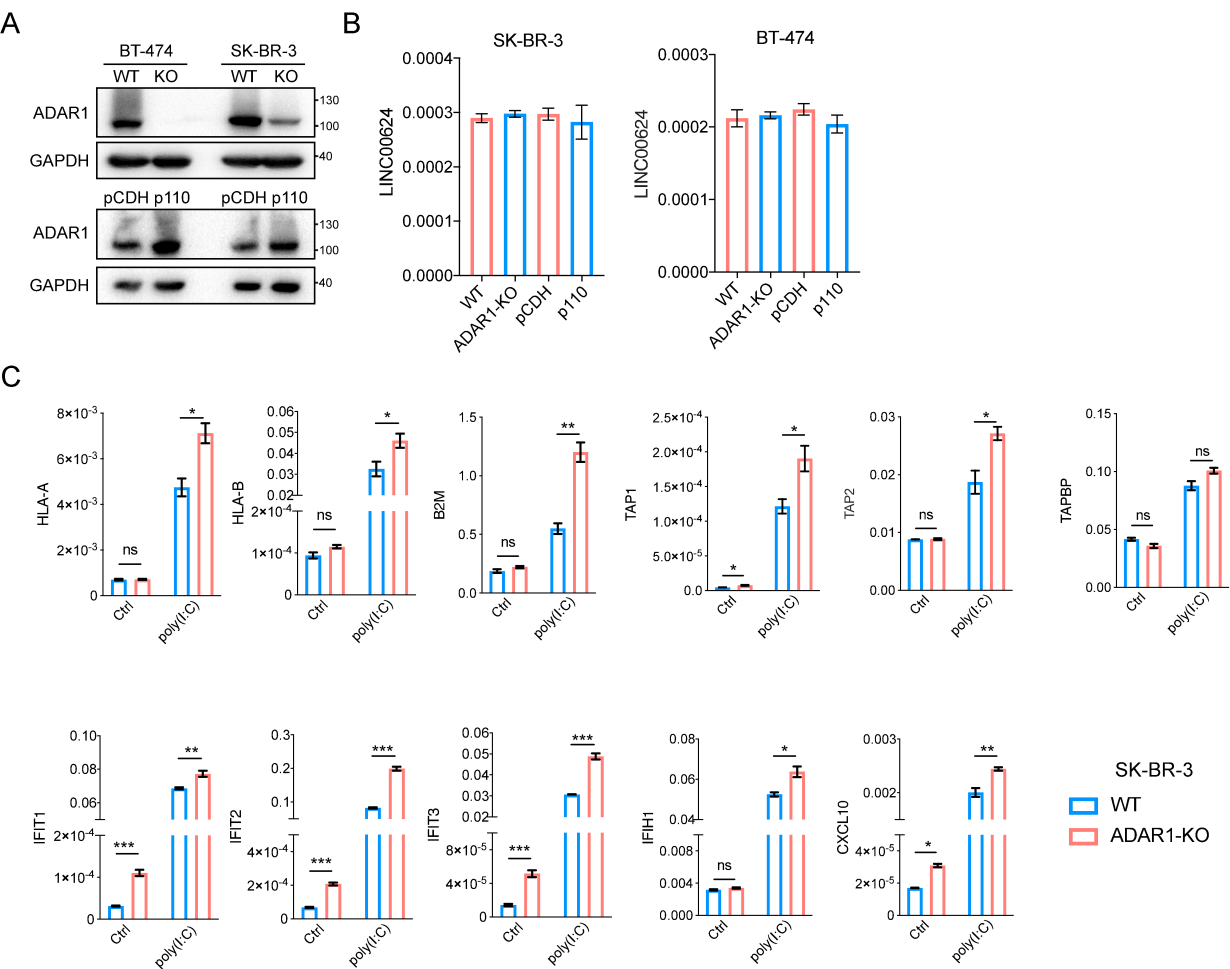 A
BT-474 SK-BR-3
WT KO WT KO
ADAR1
130
100
GAPDH
40
pCDH p110 pCDH p110
ADAR1
130
100
GAPDH
40
B
SK-BR-3
LINC00624
0.0004
0.0003
0.0002
0.0001
0.0000
WT
ADAR1-KO
pCDH
p110
BT-474
LINC00624
0.0003
0.0002
0.0001
0.0000
WT
ADAR1-KO
pCDH
p110
C
HLA-A
8×10⁻³
6×10⁻³
4×10⁻³
2×10⁻³
0
ns
*
Ctrl
poly(I:C)
HLA-B
0.06
0.05
0.04
0.03
0.02
2×10⁻⁴
1×10⁻⁴
0
ns
*
Ctrl
poly(I:C)
B2M
1.5
1.0
0.5
0.0
ns
**
Ctrl
poly(I:C)
TAP1
2.5×10⁻⁴
2.0×10⁻⁴
1.5×10⁻⁴
1.0×10⁻⁴
5.0×10⁻⁵
0.0
*
*
Ctrl
poly(I:C)
TAP2
0.03
0.02
0.01
0.00
ns
*
Ctrl
poly(I:C)
TAPBP
0.15
0.10
0.05
0.00
ns
ns
Ctrl
poly(I:C)
IFIT1
0.10
0.08
0.06
0.04
2×10⁻⁴
1×10⁻⁴
0
***
**
Ctrl
poly(I:C)
IFIT2
0.3
0.2
0.1
4×10⁻⁴
2×10⁻⁴
0
***
***
Ctrl
poly(I:C)
IFIT3
0.06
0.05
0.04
0.03
0.02
8×10⁻⁵
4×10⁻⁵
0
***
***
Ctrl
poly(I:C)
IFIH1
0.08
0.06
0.04
0.008
0.004
0.000
ns
*
Ctrl
poly(I:C)
CXCL10
0.003
0.002
4×10⁻⁵
2×10⁻⁵
0
*
**
Ctrl
poly(I:C)
SK-BR-3
WT
ADAR1-KO